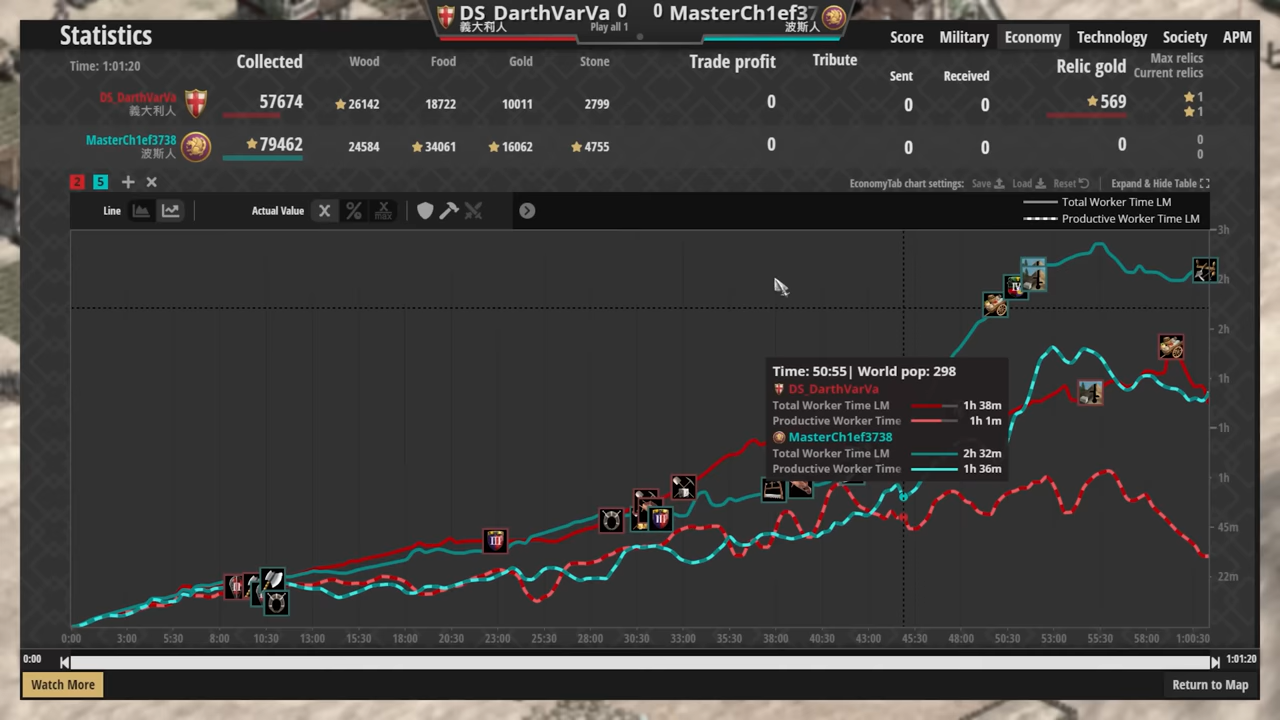 DS_DarthVarVa 0 0 MasterCh1ef37
義大利人 Play all 1 波斯人
Statistics
Score Military Economy Technology Society APM
Time: 1:01:20
Collected Wood Food Gold Stone Trade profit Tribute Sent Received Relic gold Max relics
Current relics
DS_DarthVarVa 57674 26142 18722 10011 2799 0 0 0 569 1
義大利人 1
MasterCh1ef3738 79462 24584 34061 16062 4755 0 0 0 0 0
波斯人 0
2 5
EconomyTab chart settings: Save Load Reset Expand & Hide Table
Line Actual Value X % X max
Total Worker Time LM
Productive Worker Time LM
3h
2h
2h
1h
1h
1h
45m
22m
IV
III
III
II
Time: 50:55| World pop: 298
DS_DarthVarVa
Total Worker Time LM 1h 38m
Productive Worker Time 1h 1m
MasterCh1ef3738
Total Worker Time LM 2h 32m
Productive Worker Time 1h 36m
0:00 3:00 5:30 8:00 10:30 13:00 15:30 18:00 20:30 23:00 25:30 28:00 30:30 33:00 35:30 38:00 40:30 43:00 45:30 48:00 50:30 53:00 55:30 58:00 1:00:30
0:00 1:01:20
Watch More Return to Map